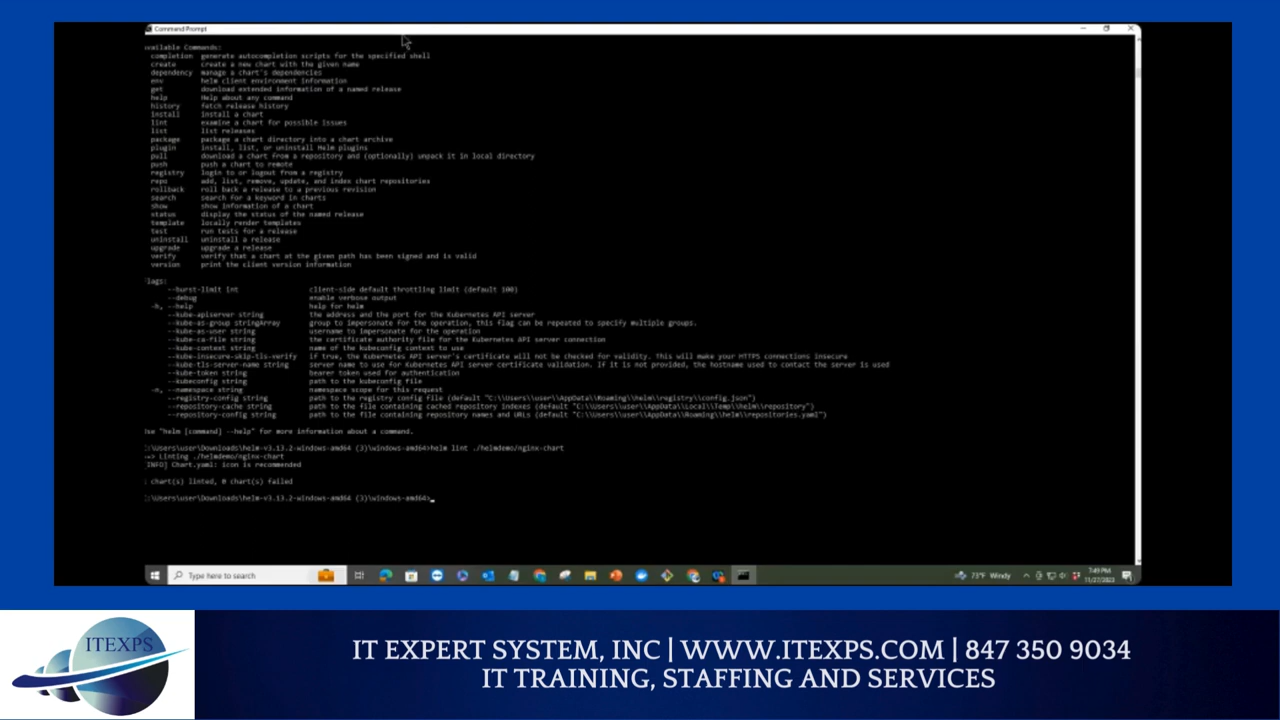 Command Prompt
vailable Commands:
completion generate autocompletion scripts for the specified shell
create create a new chart with the given name
dependency manage a chart's dependencies
env helm client environment information
get download extended information of a named release
help Help about any command
history fetch release history
install install a chart
lint examine a chart for possible issues
list list releases
package package a chart directory into a chart archive
plugin install, list, or uninstall Helm plugins
pull download a chart from a repository and (optionally) unpack it in local directory
push push a chart to remote
registry login to or logout from a registry
repo add, list, remove, update, and index chart repositories
rollback roll back a release to a previous revision
search search for a keyword in charts
show show information of a chart
status display the status of the named release
template locally render templates
test run tests for a release
uninstall uninstall a release
upgrade upgrade a release
verify verify that a chart at the given path has been signed and is valid
version print the client version information
lags:
--burst-limit int client-side default throttling limit (default 100)
--debug enable verbose output
-h, --help help for helm
--kube-apiserver string the address and the port for the Kubernetes API server
--kube-as-group stringArray group to impersonate for the operation, this flag can be repeated to specify multiple groups.
--kube-as-user string username to impersonate for the operation
--kube-ca-file string the certificate authority file for the Kubernetes API server connection
--kube-context string name of the kubeconfig context to use
--kube-insecure-skip-tls-verify if true, the Kubernetes API server's certificate will not be checked for validity. This will make your HTTPS connections insecure
--kube-tls-server-name string server name to use for Kubernetes API server certificate validation. If it is not provided, the hostname used to contact the server is used
--kube-token string bearer token used for authentication
--kubeconfig string path to the kubeconfig file
-n, --namespace string namespace scope for this request
--registry-config string path to the registry config file (default "C:\\Users\\user\\AppData\\Roaming\\helm\\registry\\config.json")
--repository-cache string path to the file containing cached repository indexes (default "C:\\Users\\user\\AppData\\Local\\Temp\\helm\\repository")
--repository-config string path to the file containing repository names and URLs (default "C:\\Users\\user\\AppData\\Roaming\\helm\\repositories.yaml")
se "helm [command] --help" for more information about a command.
:\Users\user\Downloads\helm-v3.13.2-windows-amd64 (3)\windows-amd64>helm lint ./helmdemo/nginx-chart
=> Linting ./helmdemo/nginx-chart
INFO] Chart.yaml: icon is recommended
chart(s) linted, 0 chart(s) failed
:\Users\user\Downloads\helm-v3.13.2-windows-amd64 (3)\windows-amd64>
Type here to search
73°F Windy
7:49 PM
11/27/2023
ITEXPS
IT EXPERT SYSTEM, INC | WWW.ITEXPS.COM | 847 350 9034
IT TRAINING, STAFFING AND SERVICES